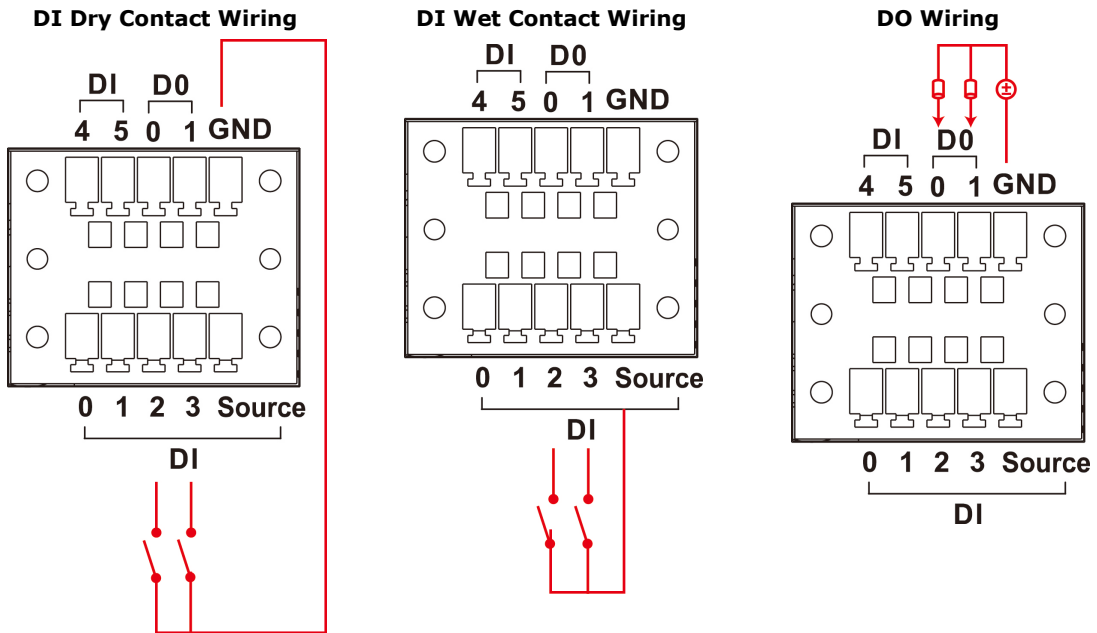 DI Dry Contact Wiring
DI D0
4 5 0 1 GND
0 1 2 3 Source
DI
DI Wet Contact Wiring
DI D0
4 5 0 1 GND
0 1 2 3 Source
DI
DO Wiring
DI D0
4 5 0 1 GND
0 1 2 3 Source
DI